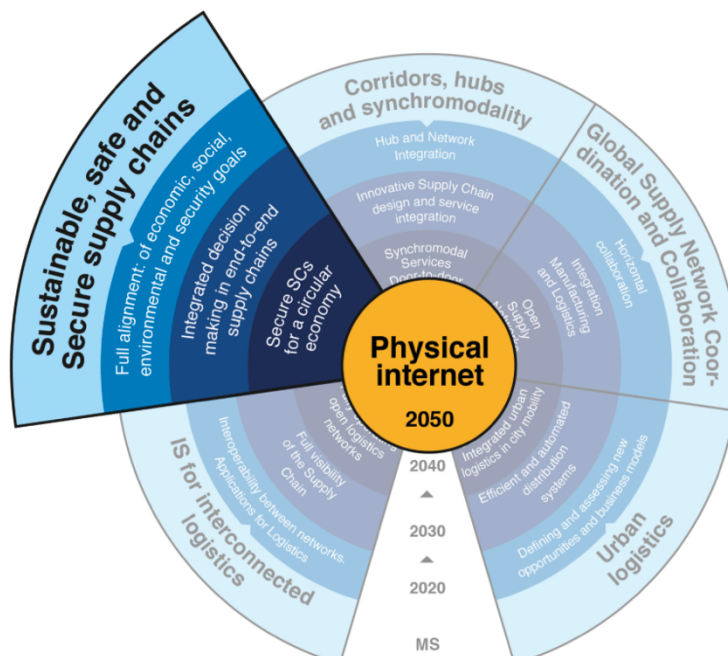 Sustainable, safe and
Secure supply chains
Full alignment: of economic, social,
environmental and security goals
Integrated decision
making in end-to-end
supply chains
Secure SCs
for a circular
economy
Corridors, hubs
and synchromodality
Hub and Network
Integration
Innovative Supply Chain
design and service
integration
Synchromodal
Services
Door-to-door
Global Supply Network Coor-
dination and Collaboration
Horizontal
collaboration
Integration
Manufacturing
and Logistics
Open
Supply
Physical
internet
2050
open logistics
networks
Full visibility
of the Supply
Chain
Interoperability between networks.
Applications for Logistics
IS for interconnected
logistics
Integrated urban
logistics in city mobility
Efficient and automated
distribution
systems
Defining and assessing new
opportunities and business models
Urban
logistics
2040
2030
2020
MS